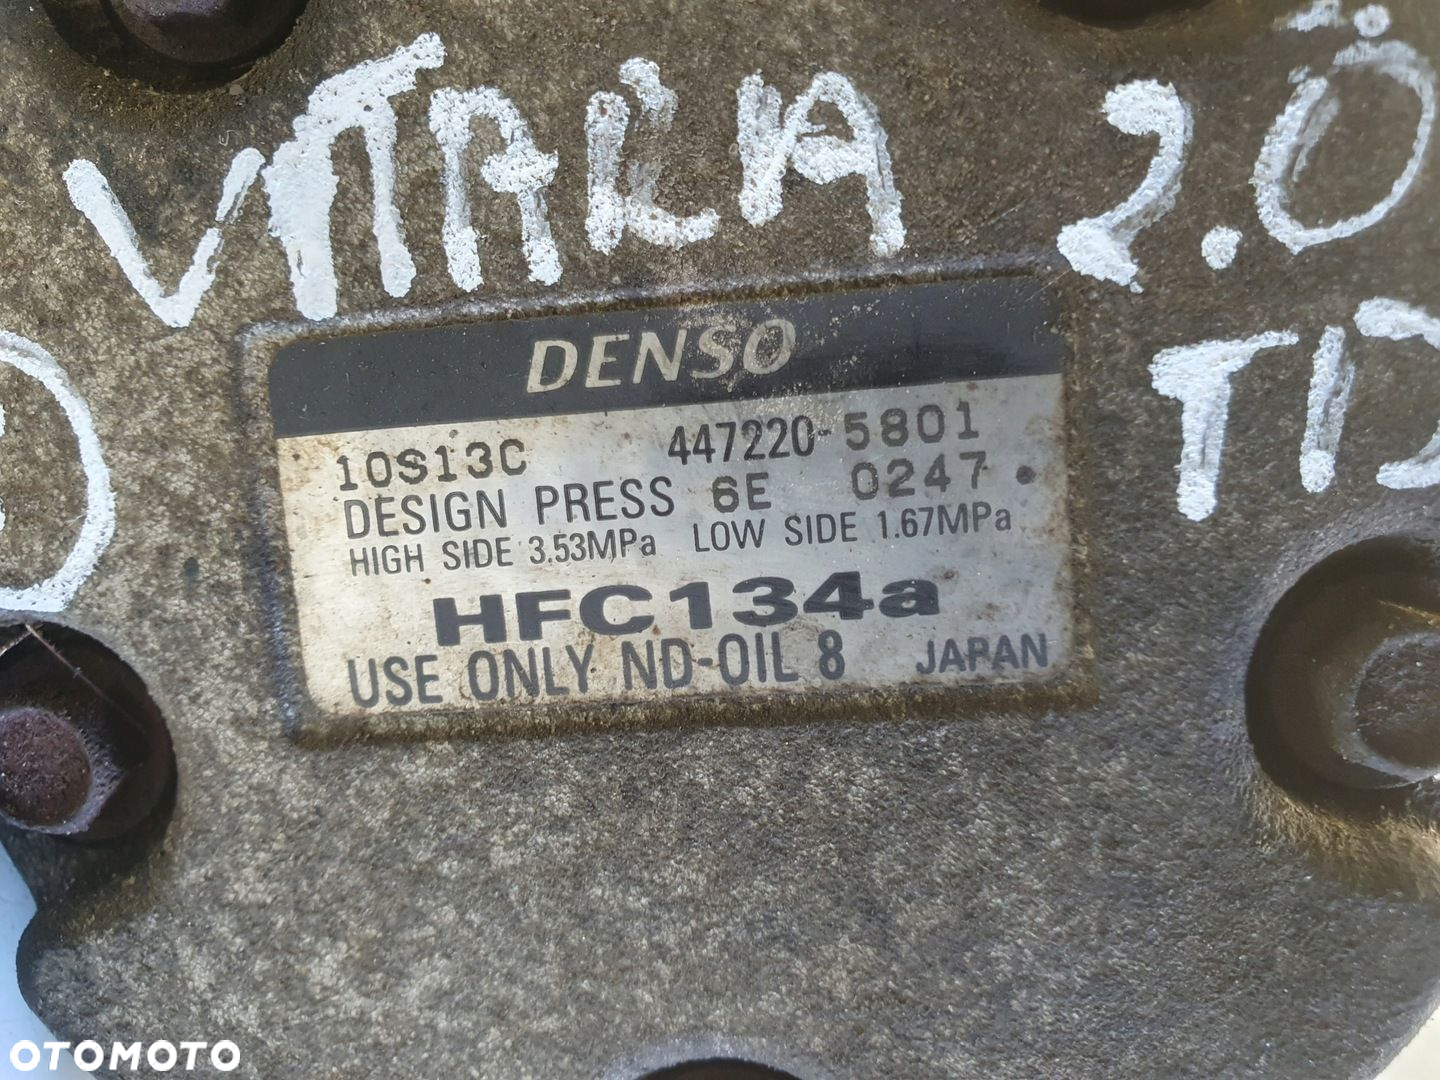 VITARA 2.0
TID
DENSO
10S13C 447220-5801
DESIGN PRESS 6E 0247
HIGH SIDE 3.53MPa LOW SIDE 1.67MPa
HFC134a
USE ONLY ND-OIL 8 JAPAN
OTOMOTO